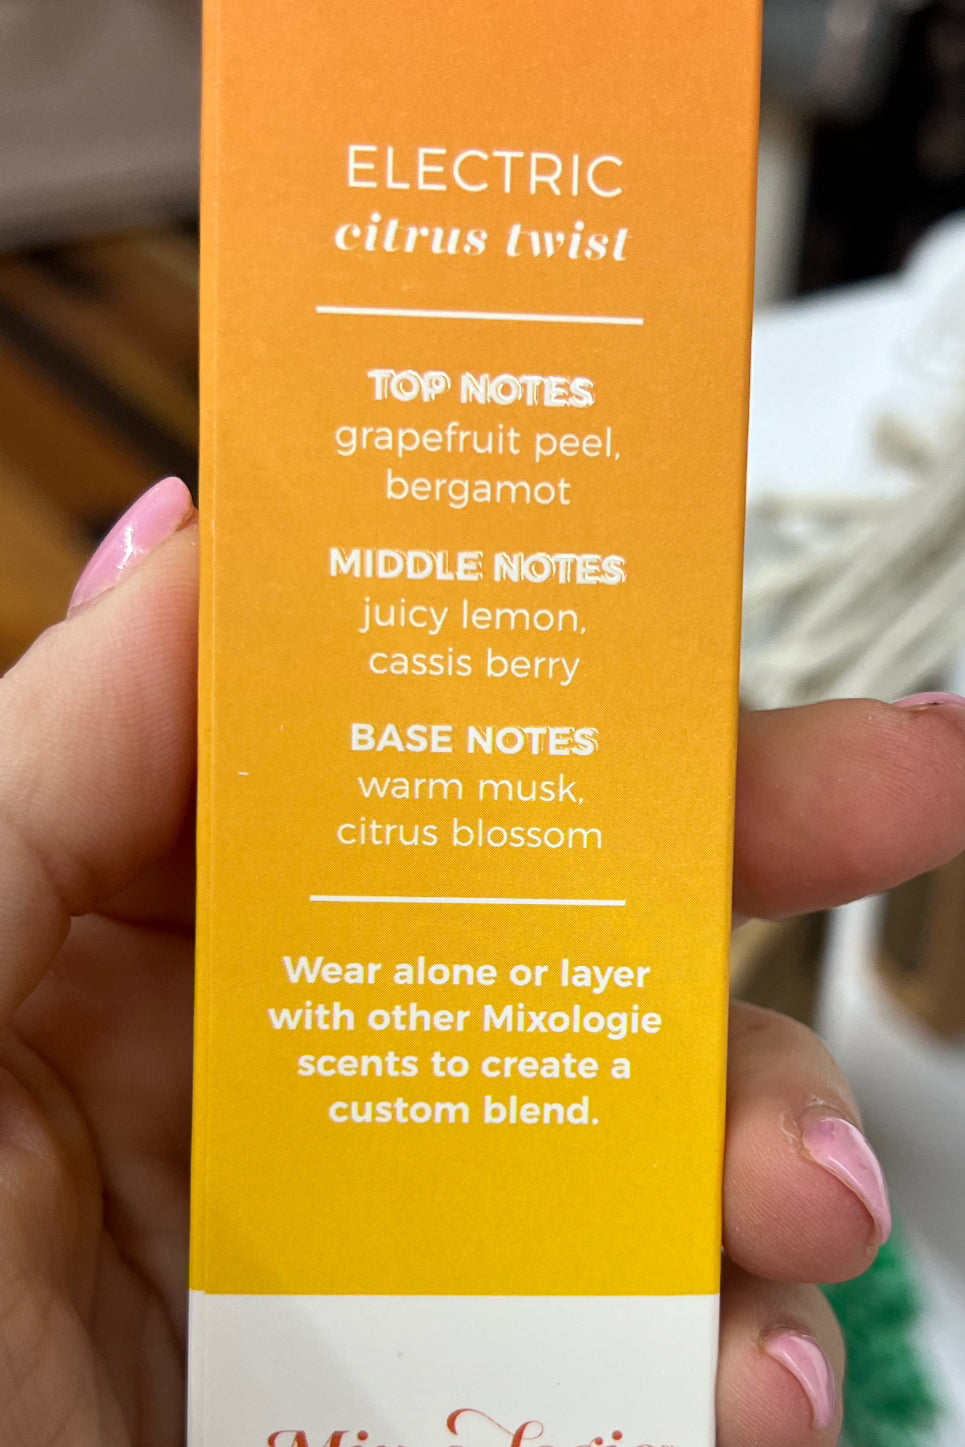 ELECTRIC
citrus twist
TOP NOTES
grapefruit peel,
bergamot
MIDDLE NOTES
juicy lemon,
cassis berry
BASE NOTES
warm musk,
citrus blossom
Wear alone or layer
with other Mixologie
scents to create a
custom blend.
Mixologie